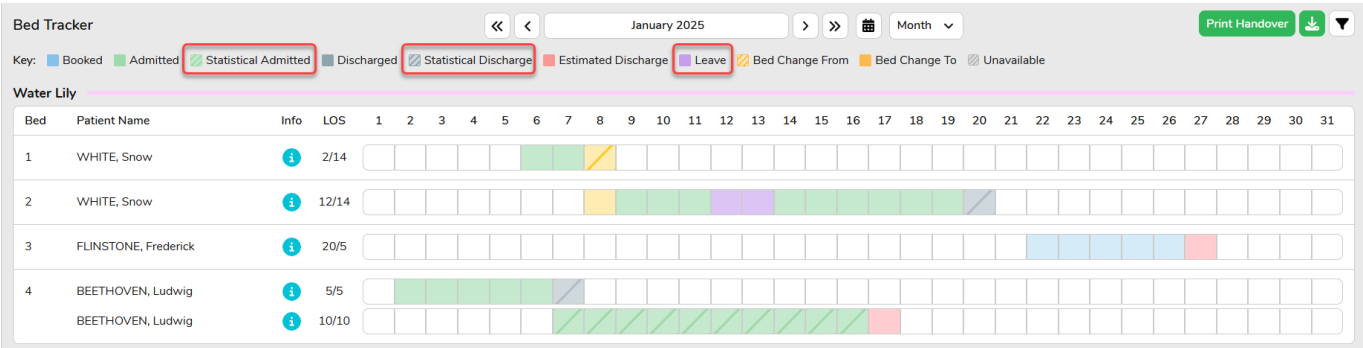 Bed Tracker
January 2025
Month
Print Handover
Key: Booked Admitted Statistical Admitted Discharged Statistical Discharge Estimated Discharge Leave Bed Change From Bed Change To Unavailable
Water Lily
Bed Patient Name Info LOS 1 2 3 4 5 6 7 8 9 10 11 12 13 14 15 16 17 18 19 20 21 22 23 24 25 26 27 28 29 30 31
1 WHITE, Snow i 2/14
2 WHITE, Snow i 12/14
3 FLINSTONE, Frederick i 20/5
4 BEETHOVEN, Ludwig i 5/5
BEETHOVEN, Ludwig i 10/10